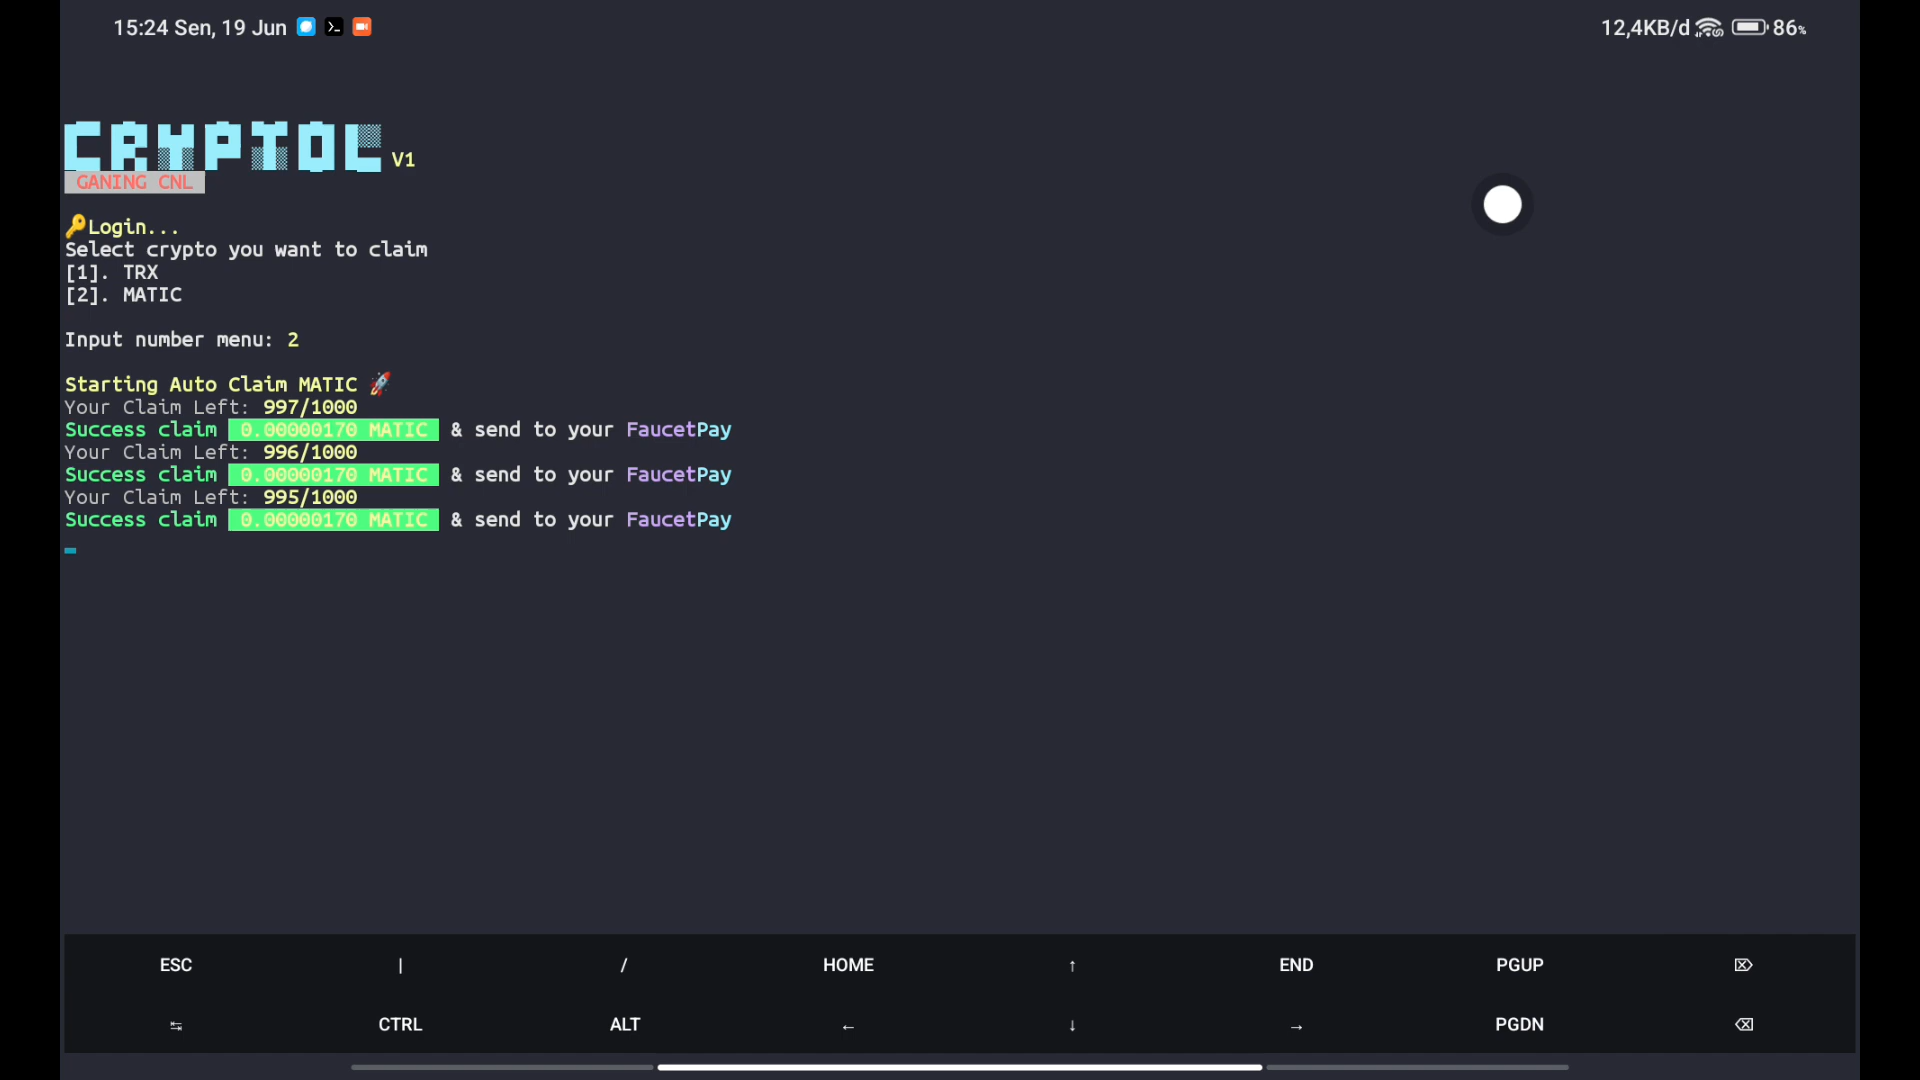 15:24 Sen, 19 Jun
12,4KB/d 86%
CRYPTOL V1
GANING CNL
Login...
Select crypto you want to claim
[1]. TRX
[2]. MATIC
Input number menu: 2
Starting Auto Claim MATIC
Your Claim Left: 997/1000
Success claim 0.00000170 MATIC & send to your FaucetPay
Your Claim Left: 996/1000
Success claim 0.00000170 MATIC & send to your FaucetPay
Your Claim Left: 995/1000
Success claim 0.00000170 MATIC & send to your FaucetPay
ESC | / HOME ↑ END PGUP ⌦
↹ CTRL ALT ← ↓ → PGDN ⌫